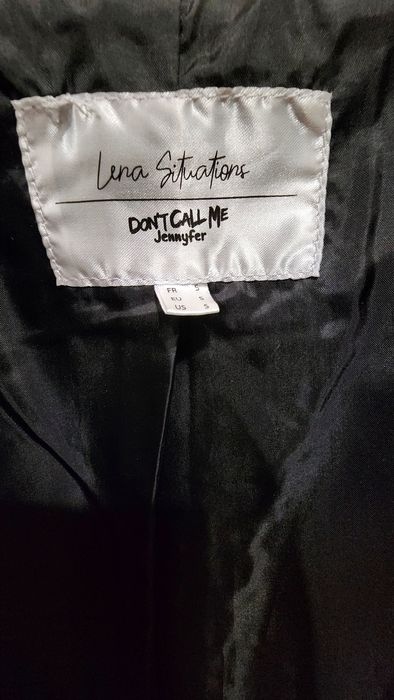 Lena Situations
DON'T CALL ME
Jennyfer
FR S
EU S
US S